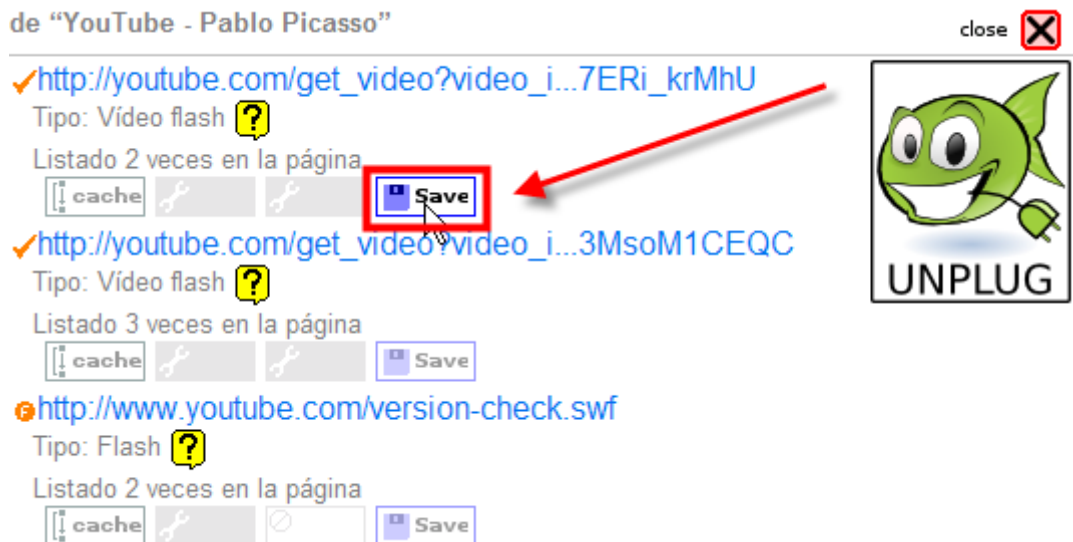 de “YouTube - Pablo Picasso”
close
http://youtube.com/get_video?video_i...7ERi_krMhU
Tipo: Vídeo flash ?
Listado 2 veces en la página
cache Save
http://youtube.com/get_video?video_i...3MsoM1CEQC
Tipo: Vídeo flash ?
UNPLUG
Listado 3 veces en la página
cache Save
http://www.youtube.com/version-check.swf
Tipo: Flash ?
Listado 2 veces en la página
cache Save